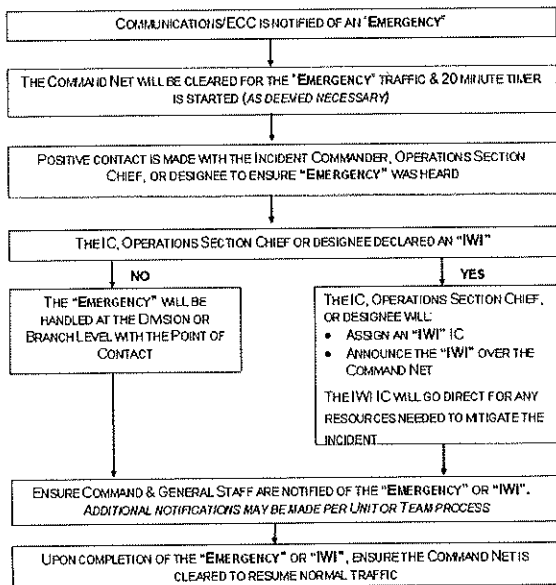 COMMUNICATIONS/ECC IS NOTIFIED OF AN "EMERGENCY"
THE COMMAND NET WILL BE CLEARED FOR THE "EMERGENCY" TRAFFIC & 20 MINUTE TIMER
IS STARTED (AS DEEMED NECESSARY)
POSITIVE CONTACT IS MADE WITH THE INCIDENT COMMANDER, OPERATIONS SECTION
CHIEF, OR DESIGNEE TO ENSURE "EMERGENCY" WAS HEARD
THE IC, OPERATIONS SECTION CHIEF OR DESIGNEE DECLARED AN "IWI"
NO
THE "EMERGENCY" WILL BE
HANDLED AT THE DIVISION OR
BRANCH LEVEL WITH THE POINT OF
CONTACT
YES
THE IC, OPERATIONS SECTION CHIEF,
OR DESIGNEE WILL:
• ASSIGN AN "IWI" IC
• ANNOUNCE THE "IWI" OVER THE
COMMAND NET
THE IWI IC WILL GO DIRECT FOR ANY
RESOURCES NEEDED TO MITIGATE THE
INCIDENT
ENSURE COMMAND & GENERAL STAFF ARE NOTIFIED OF THE "EMERGENCY" OR "IWI".
ADDITIONAL NOTIFICATIONS MAY BE MADE PER UNIT OR TEAM PROCESS
UPON COMPLETION OF THE "EMERGENCY" OR "IWI", ENSURE THE COMMAND NET IS
CLEARED TO RESUME NORMAL TRAFFIC